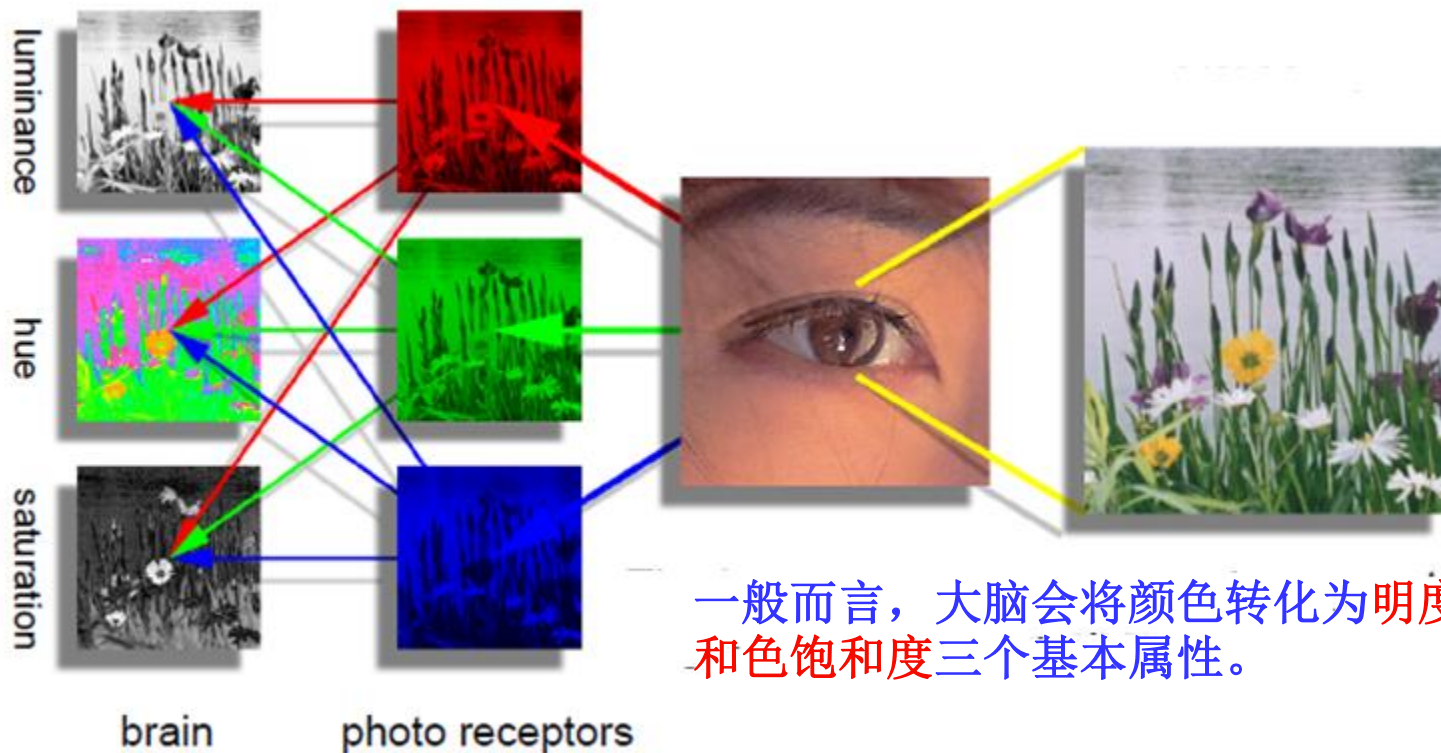 luminance
hue
saturation
brain
photo receptors
一般而言，大脑会将颜色转化为明度
和色饱和度三个基本属性。